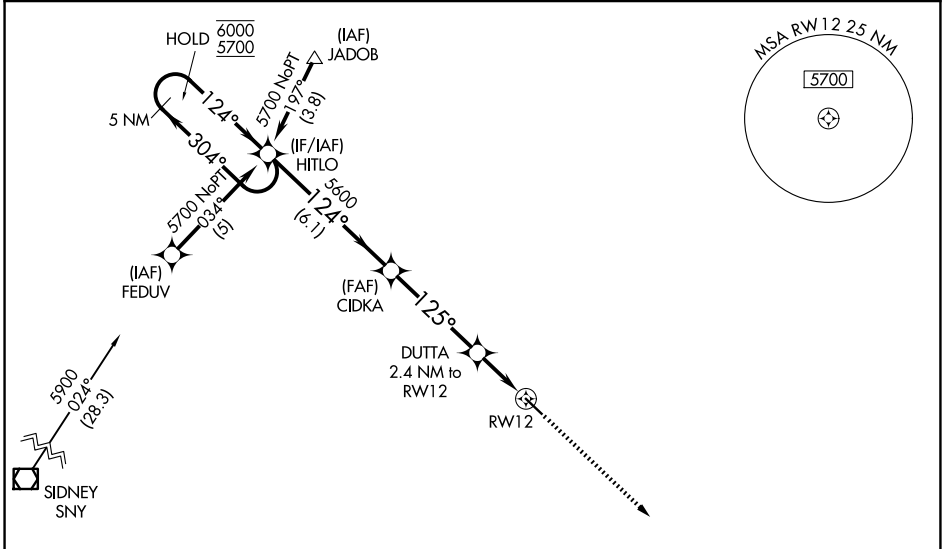 HOLD 6000
5700
(IAF)
JADOB
5700 NoPT
197°
(3.8)
MSA RW12 25 NM
5700
5 NM
124°
304°
(IF/IAF)
HITLO
5700 NoPT
034°
(5)
5600
124°
(6.1)
(IAF)
FEDUV
(FAF)
CIDKA
125°
DUTTA
2.4 NM to
RW12
RW12
5900
024°
(28.3)
SIDNEY
SNY